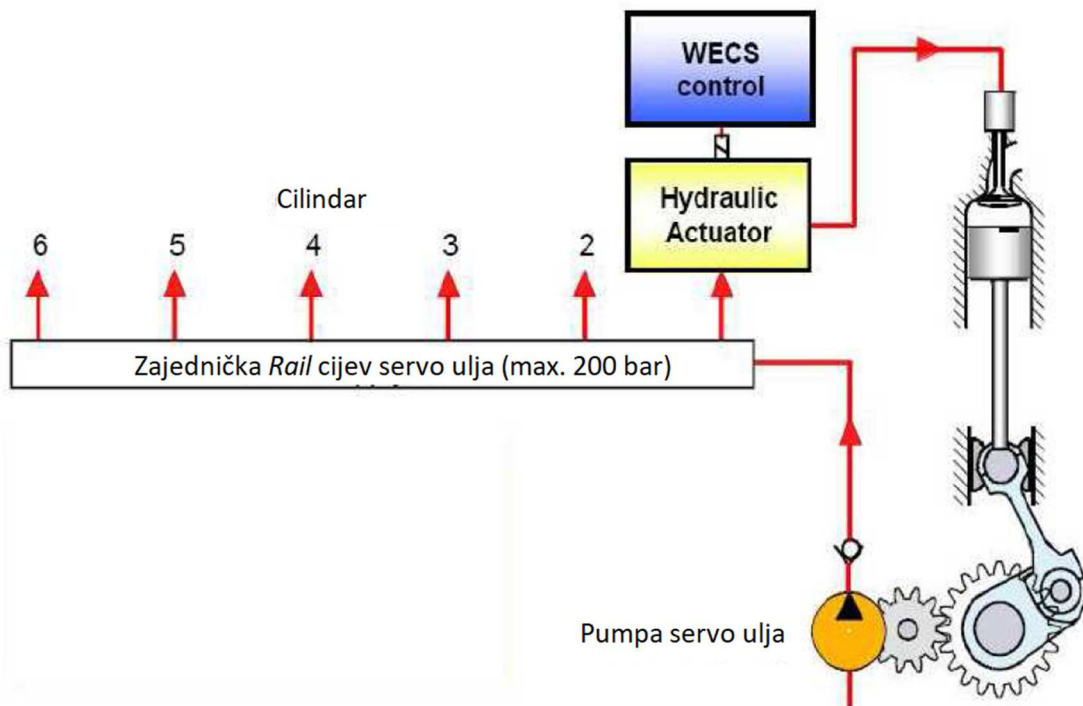 WECS
control
Hydraulic
Actuator
Cilindar
6 5 4 3 2
Zajednička Rail cijev servo ulja (max. 200 bar)
Pumpa servo ulja